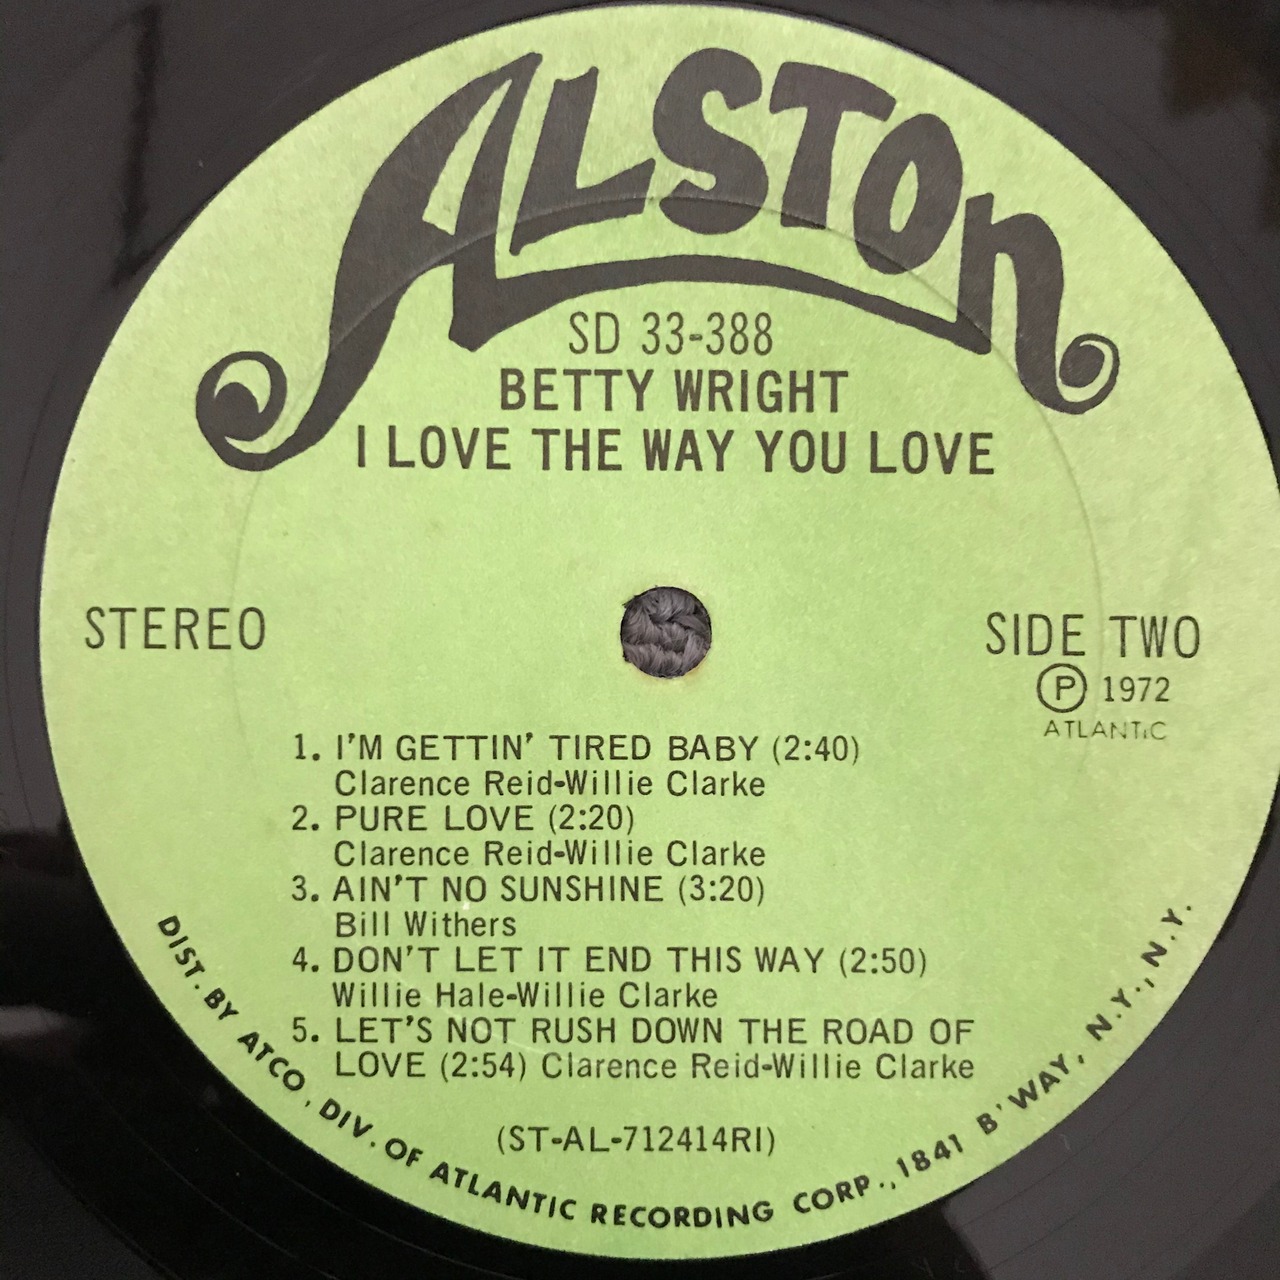 ALSTON
SD 33-388
BETTY WRIGHT
I LOVE THE WAY YOU LOVE
STEREO
SIDE TWO
Ⓟ 1972
ATLANTIC
1. I'M GETTIN' TIRED BABY (2:40)
Clarence Reid-Willie Clarke
2. PURE LOVE (2:20)
Clarence Reid-Willie Clarke
3. AIN'T NO SUNSHINE (3:20)
Bill Withers
4. DON'T LET IT END THIS WAY (2:50)
Willie Hale-Willie Clarke
5. LET'S NOT RUSH DOWN THE ROAD OF
LOVE (2:54) Clarence Reid-Willie Clarke
(ST-AL-712414RI)
DIST. BY ATCO, DIV. OF ATLANTIC RECORDING CORP., 1841 B'WAY, N.Y., N.Y.